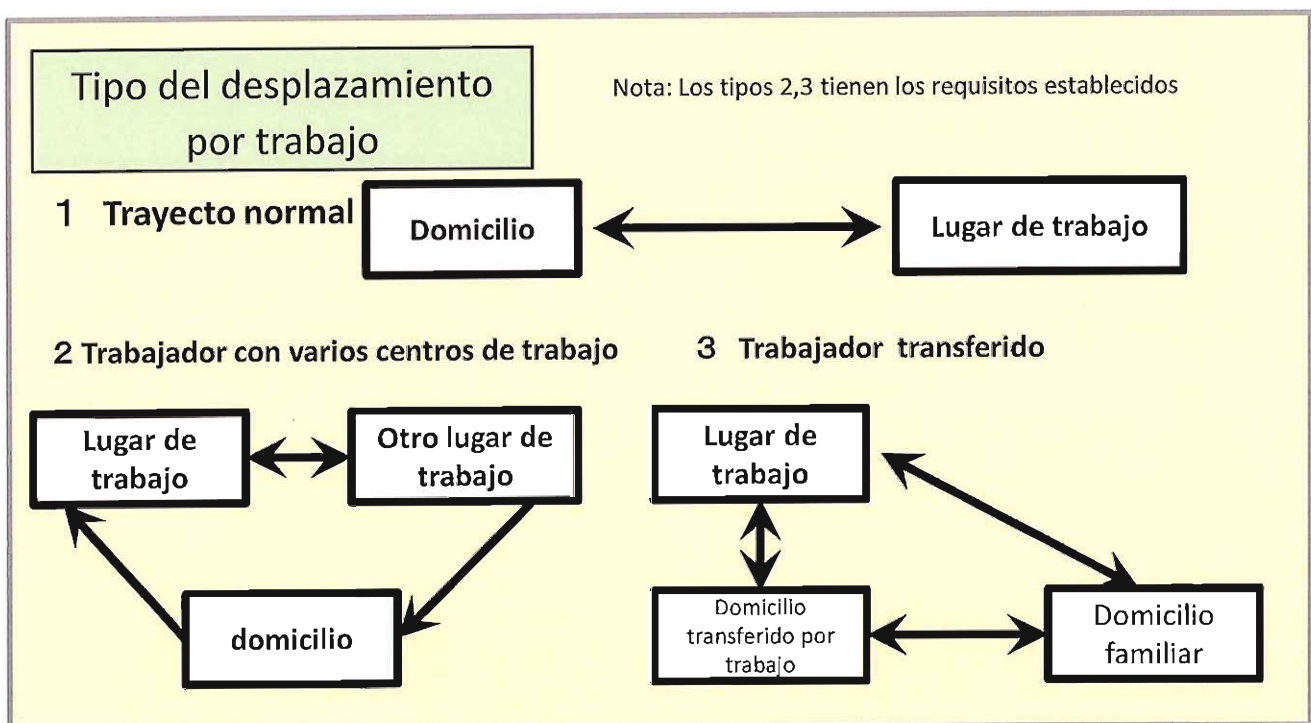 Tipo del desplazamiento
por trabajo
Nota: Los tipos 2,3 tienen los requisitos establecidos
1 Trayecto normal
Domicilio
Lugar de trabajo
2 Trabajador con varios centros de trabajo
3 Trabajador transferido
Lugar de
trabajo
Otro lugar de
trabajo
domicilio
Lugar de
trabajo
Domicilio
transferido por
trabajo
Domicilio
familiar